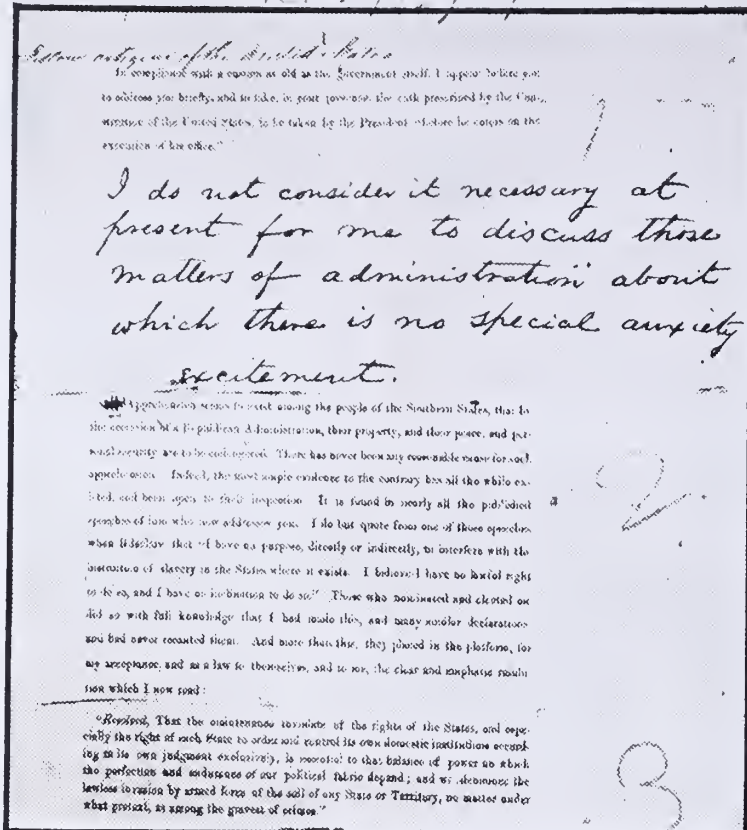 Fellow citizens of the United States
In compliance with a custom as old as the government itself, I appear before you
to address you briefly, and to take, in your presence, the oath prescribed by the Con-
stitution of the United States, to be taken by the President "before he enters on the
execution of his office."
1
I do not consider it necessary at
present for me to discuss those
matters of administration about
which there is no special anxiety
excitement.
Apprehension seems to exist among the people of the Southern States, that
the accession of a Republican Administration, their property, and their peace, and per-
sonal security are to be endangered. There has never been any reasonable cause for such
apprehension. Indeed, the most ample evidence to the contrary has all the while ex-
isted, and been open to their inspection. It is found in nearly all the published
speeches of him who now addresses you. I do but quote from one of those speeches
when I declare that "I have no purpose, directly or indirectly, to interfere with the
institution of slavery in the States where it exists. I believe I have no lawful right
to do so, and I have no inclination to do so." Those who nominated and elected me
did so with full knowledge that I had made this, and many similar declarations
and had never recanted them. And more than this, they placed in the platform, for
my acceptance, and as a law to themselves, and to me, the clear and emphatic resolu-
tion which I now read:
2
"Resolved, That the maintenance inviolate of the rights of the States, and espe-
cially the right of each State to order and control its own domestic institutions accord-
ing to its own judgment exclusively, is essential to that balance of power on which
the perfection and endurance of our political fabric depend; and we denounce the
lawless invasion by armed force of the soil of any State or Territory, no matter under
what pretext, as among the gravest of crimes."
3